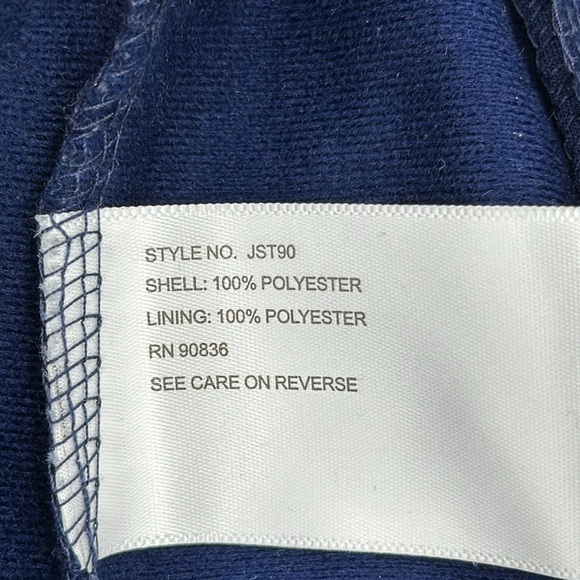 STYLE NO. JST90
SHELL: 100% POLYESTER
LINING: 100% POLYESTER
RN 90836
SEE CARE ON REVERSE